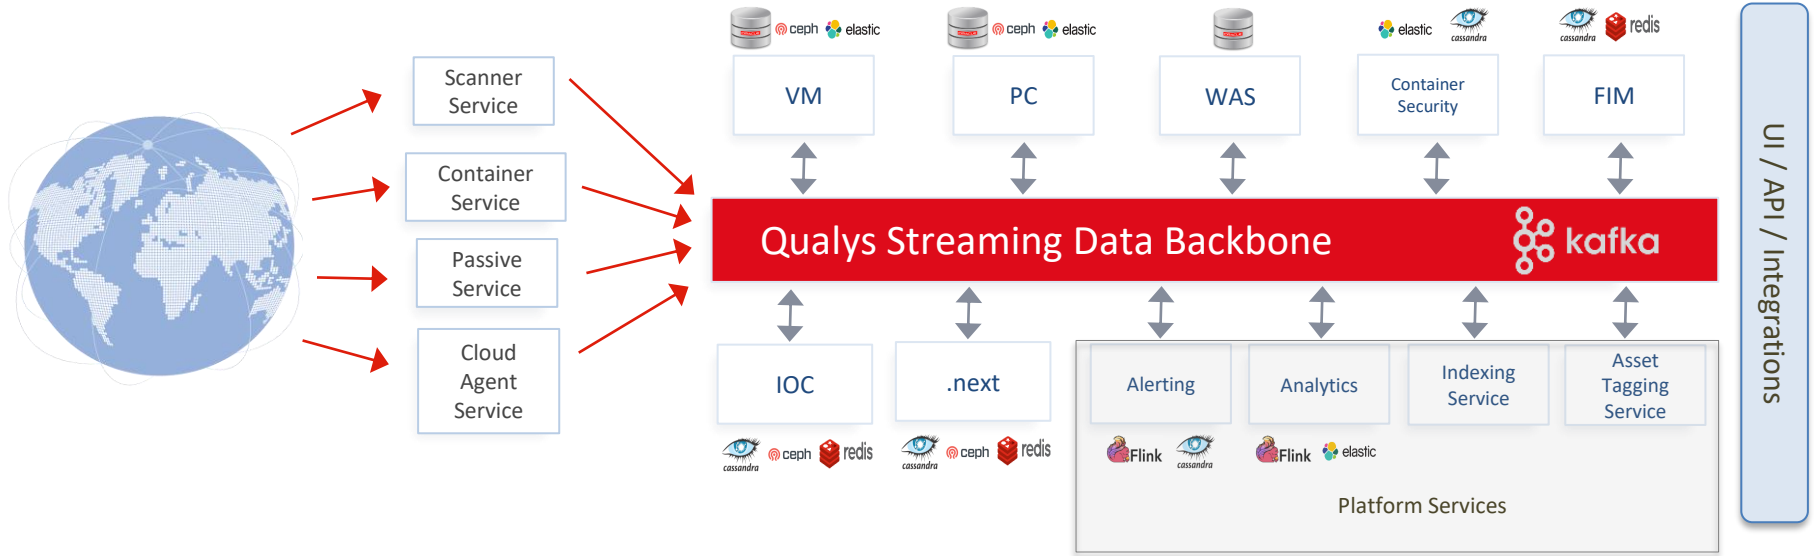 ceph
elastic
ceph
elastic
elastic
cassandra
cassandra
redis
Scanner
Service
VM
PC
WAS
Container
Security
FIM
Container
Service
Passive
Service
Cloud
Agent
Service
Qualys Streaming Data Backbone
kafka
IOC
.next
Alerting
Analytics
Indexing
Service
Asset
Tagging
Service
cassandra
ceph
redis
cassandra
ceph
redis
Flink
cassandra
Flink
elastic
Platform Services
UI / API / Integrations